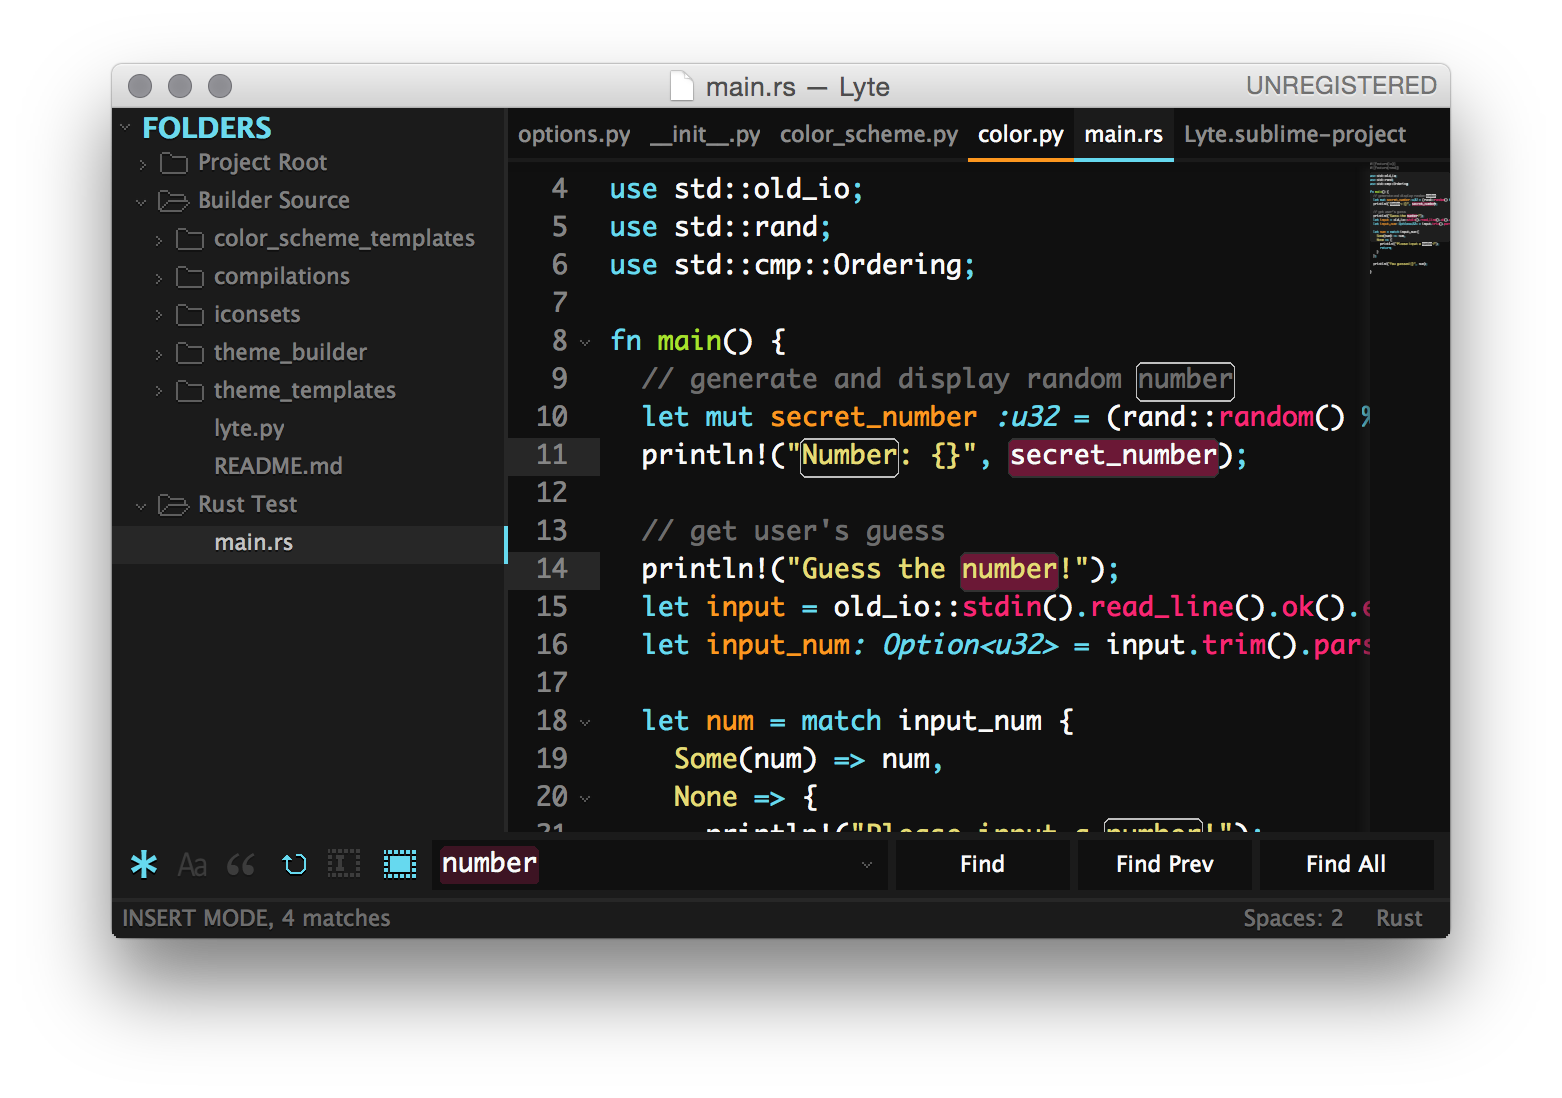 main.rs — Lyte
UNREGISTERED
FOLDERS
Project Root
Builder Source
color_scheme_templates
compilations
iconsets
theme_builder
theme_templates
lyte.py
README.md
Rust Test
main.rs
options.py __init__.py color_scheme.py color.py main.rs Lyte.sublime-project
4 use std::old_io;
5 use std::rand;
6 use std::cmp::Ordering;
7
8 fn main() {
9 // generate and display random number
10 let mut secret_number :u32 = (rand::random() %
11 println!("Number: {}", secret_number);
12
13 // get user's guess
14 println!("Guess the number!");
15 let input = old_io::stdin().read_line().ok().e
16 let input_num: Option<u32> = input.trim().pars
17
18 let num = match input_num {
19 Some(num) => num,
20 None => {
21 println!("Please input a number!");
Aa
number
Find
Find Prev
Find All
INSERT MODE, 4 matches
Spaces: 2
Rust